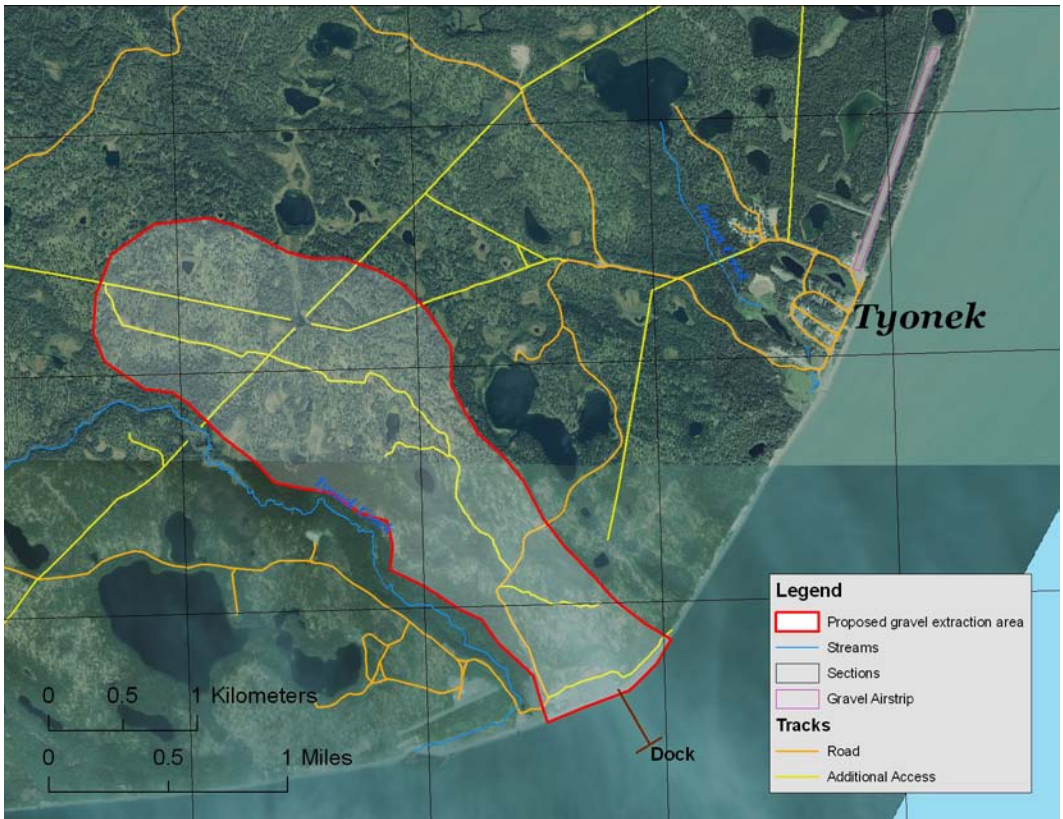 Tyonek
Legend
Proposed gravel extraction area
Streams
Sections
Gravel Airstrip
Tracks
Road
Additional Access
0 0.5 1 Kilometers
0 0.5 1 Miles
Dock